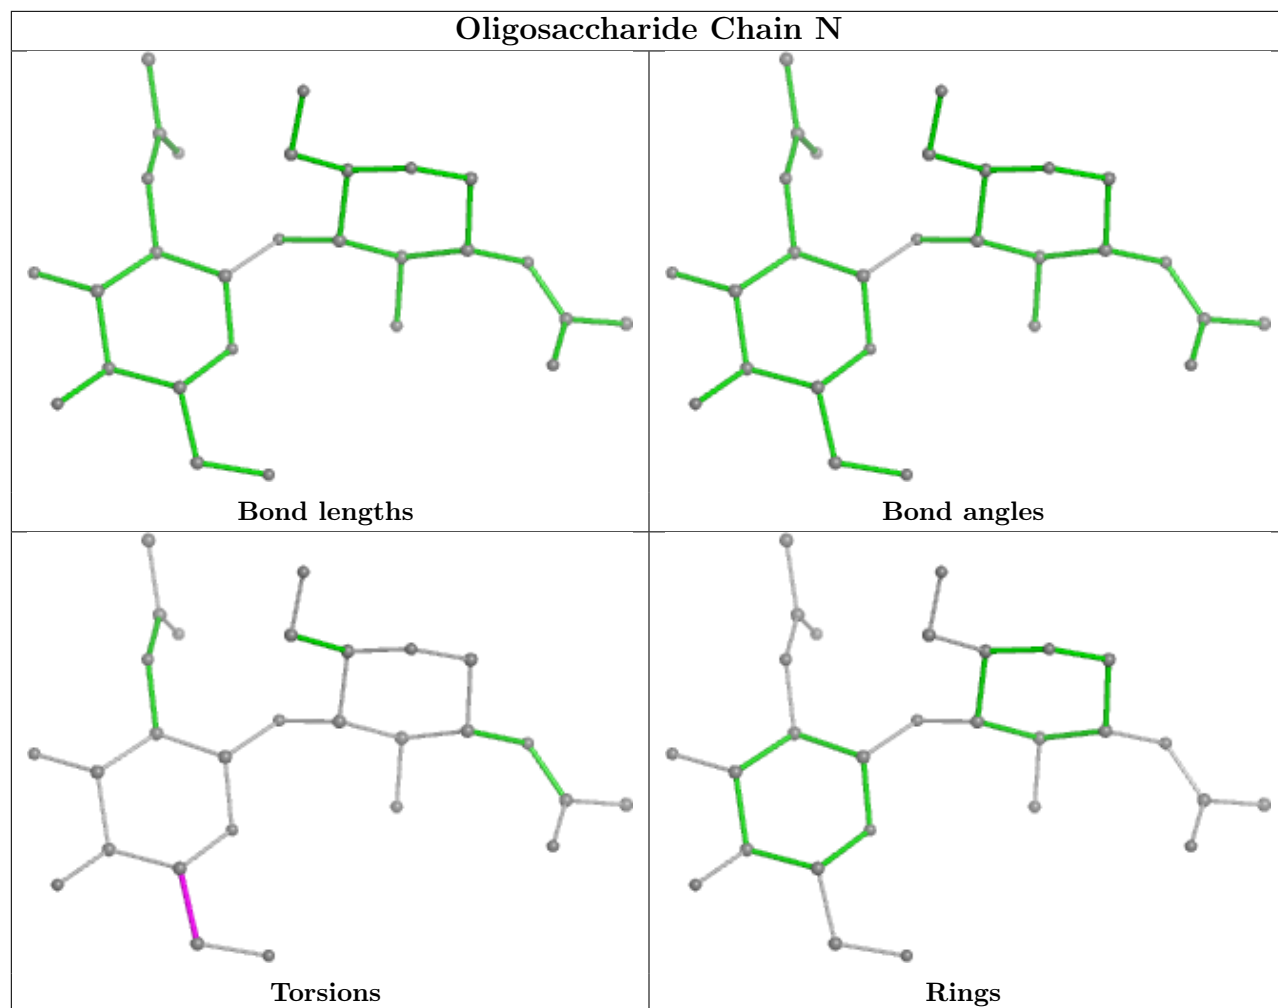 Oligosaccharide Chain N
Bond lengths
Bond angles
Torsions
Rings